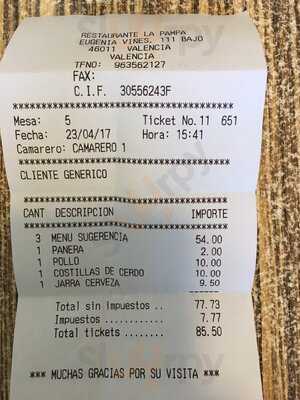 RESTAURANTE LA PAMPA
EUGENIA VINES, 111 BAJO
46011 VALENCIA
VALENCIA
TFNO: 963562127
FAX:
C.I.F. 30556243F
Mesa: 5 Ticket No.11 651
Fecha: 23/04/17 Hora: 15:41
Camarero: CAMARERO 1
CLIENTE GENERICO
CANT DESCRIPCION IMPORTE
3 MENU SUGERENCIA 54.00
1 PANERA 2.00
1 POLLO 10.00
1 COSTILLAS DE CERDO 10.00
1 JARRA CERVEZA 9.50
Total sin impuestos .. 77.73
Impuestos .......... 7.77
Total tickets .......... 85.50
*** MUCHAS GRACIAS POR SU VISITA ***